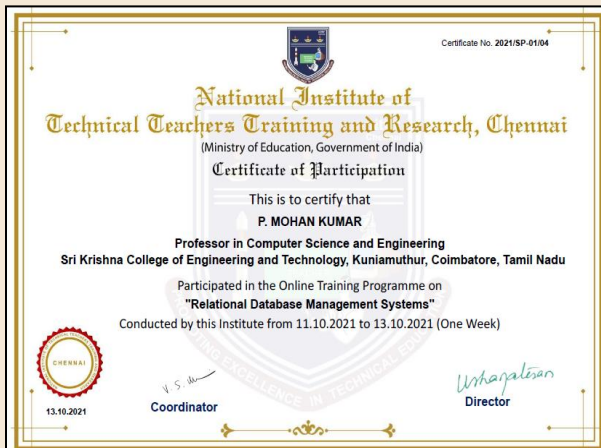 Certificate No. 2021/SP-01/04
National Institute of
Technical Teachers Training and Research, Chennai
(Ministry of Education, Government of India)
Certificate of Participation
This is to certify that
P. MOHAN KUMAR
Professor in Computer Science and Engineering
Sri Krishna College of Engineering and Technology, Kuniamuthur, Coimbatore, Tamil Nadu
Participated in the Online Training Programme on
"Relational Database Management Systems"
Conducted by this Institute from 11.10.2021 to 13.10.2021 (One Week)
CHENNAI
13.10.2021
Coordinator
Director